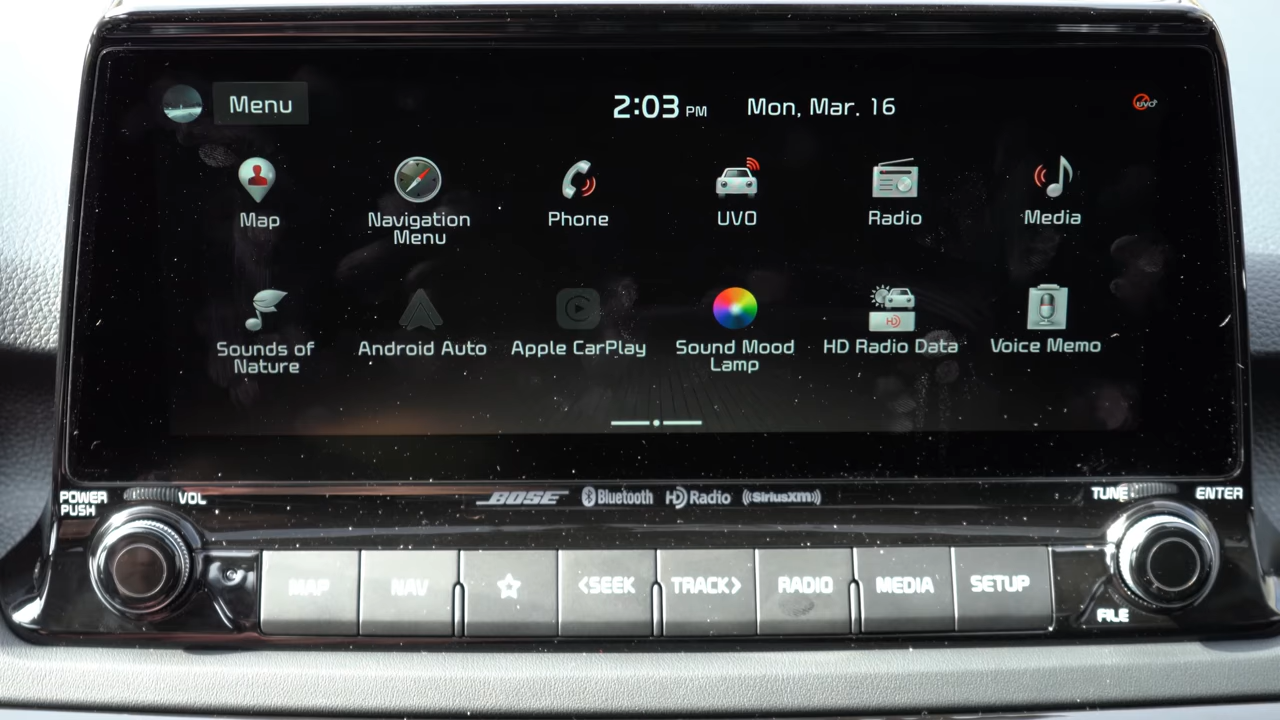 Menu
2:03 PM Mon, Mar. 16
UVO
Map
Navigation
Menu
Phone
UVO
Radio
Media
Sounds of
Nature
Android Auto
Apple CarPlay
Sound Mood
Lamp
HD Radio Data
HD
Voice Memo
POWER
PUSH
VOL
BOSE Bluetooth HD Radio ((SiriusXM))
TUNE
ENTER
MAP
NAV
<SEEK
TRACK>
RADIO
MEDIA
SETUP
FILE